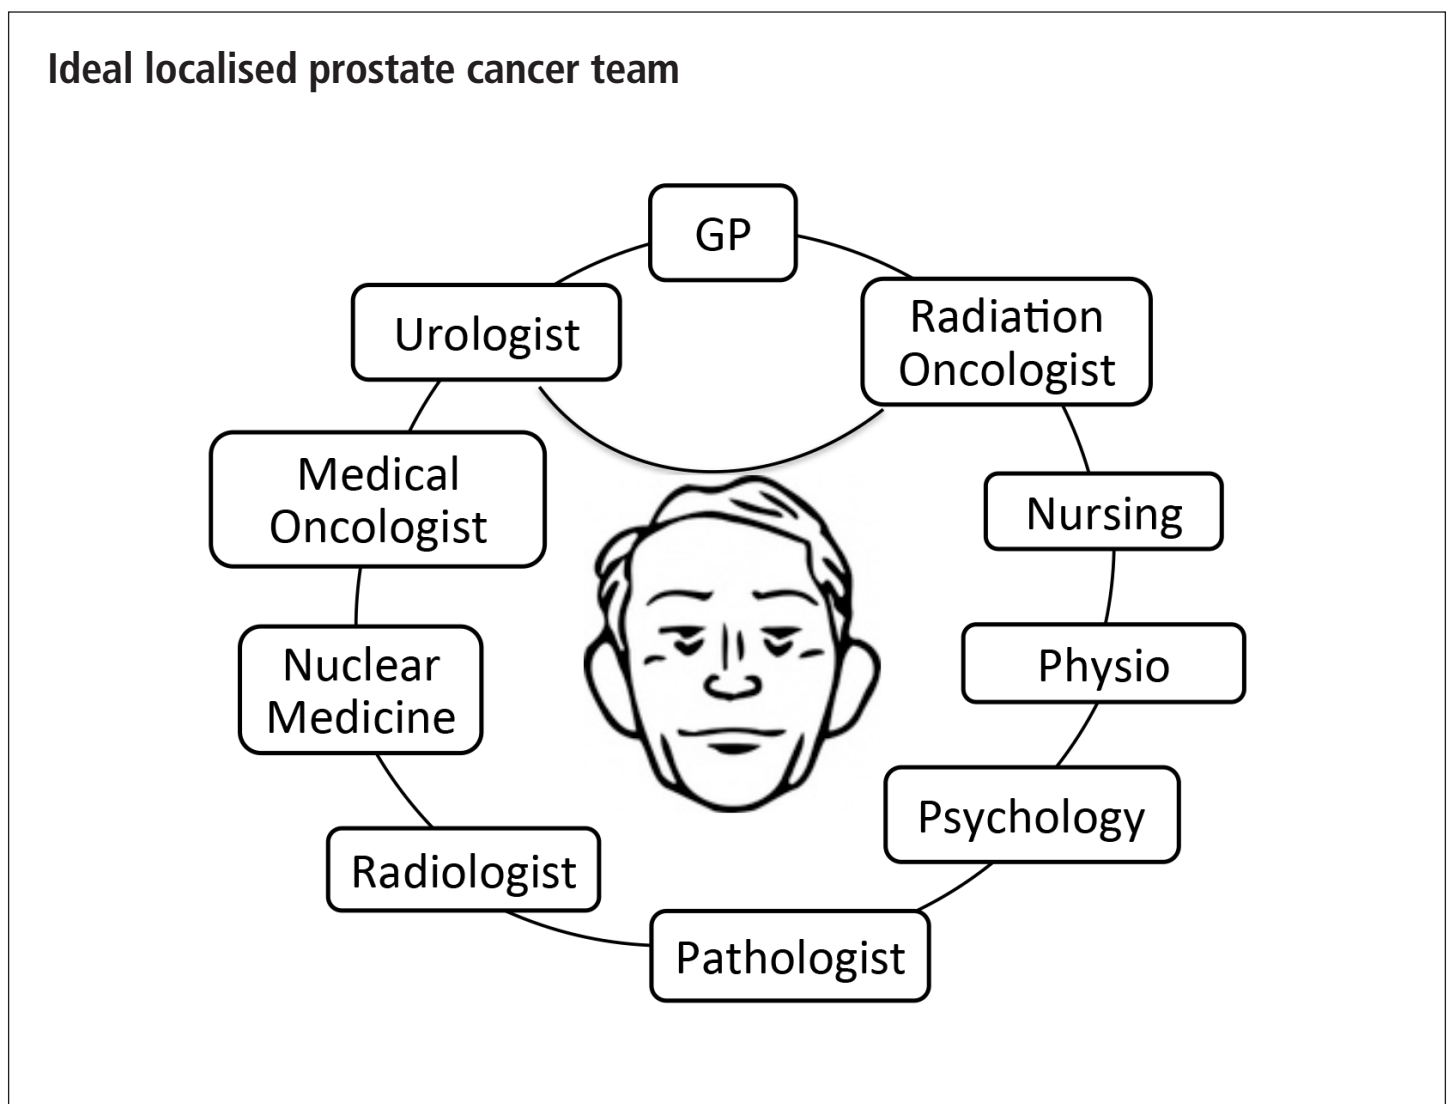 Ideal localised prostate cancer team
GP
Urologist
Radiation
Oncologist
Medical
Oncologist
Nursing
Nuclear
Medicine
Physio
Psychology
Radiologist
Pathologist